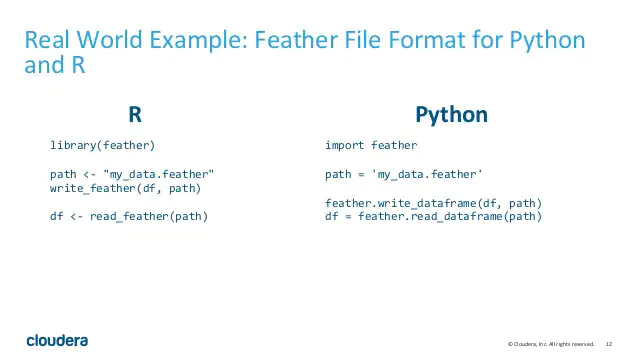 Real World Example: Feather File Format for Python
and R
R
library(feather)
path <- "my_data.feather"
write_feather(df, path)
df <- read_feather(path)
Python
import feather
path = 'my_data.feather'
feather.write_dataframe(df, path)
df = feather.read_dataframe(path)
cloudera
© Cloudera, Inc. All rights reserved.
12